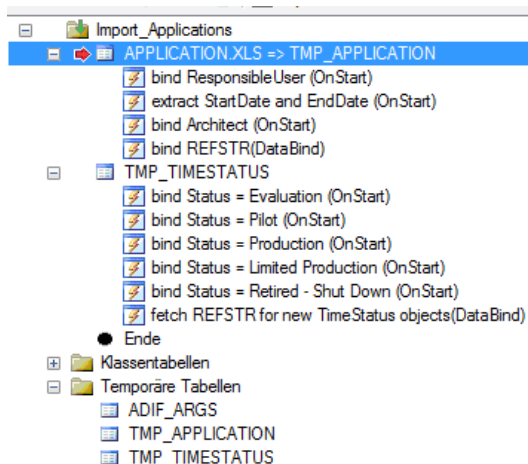 Import_Applications
APPLICATION.XLS => TMP_APPLICATION
bind ResponsibleUser (OnStart)
extract StartDate and EndDate (OnStart)
bind Architect (OnStart)
bind REFSTR(DataBind)
TMP_TIMESTATUS
bind Status = Evaluation (OnStart)
bind Status = Pilot (OnStart)
bind Status = Production (OnStart)
bind Status = Limited Production (OnStart)
bind Status = Retired - Shut Down (OnStart)
fetch REFSTR for new TimeStatus objects(DataBind)
Ende
Klassentabellen
Temporäre Tabellen
ADIF_ARGS
TMP_APPLICATION
TMP_TIMESTATUS